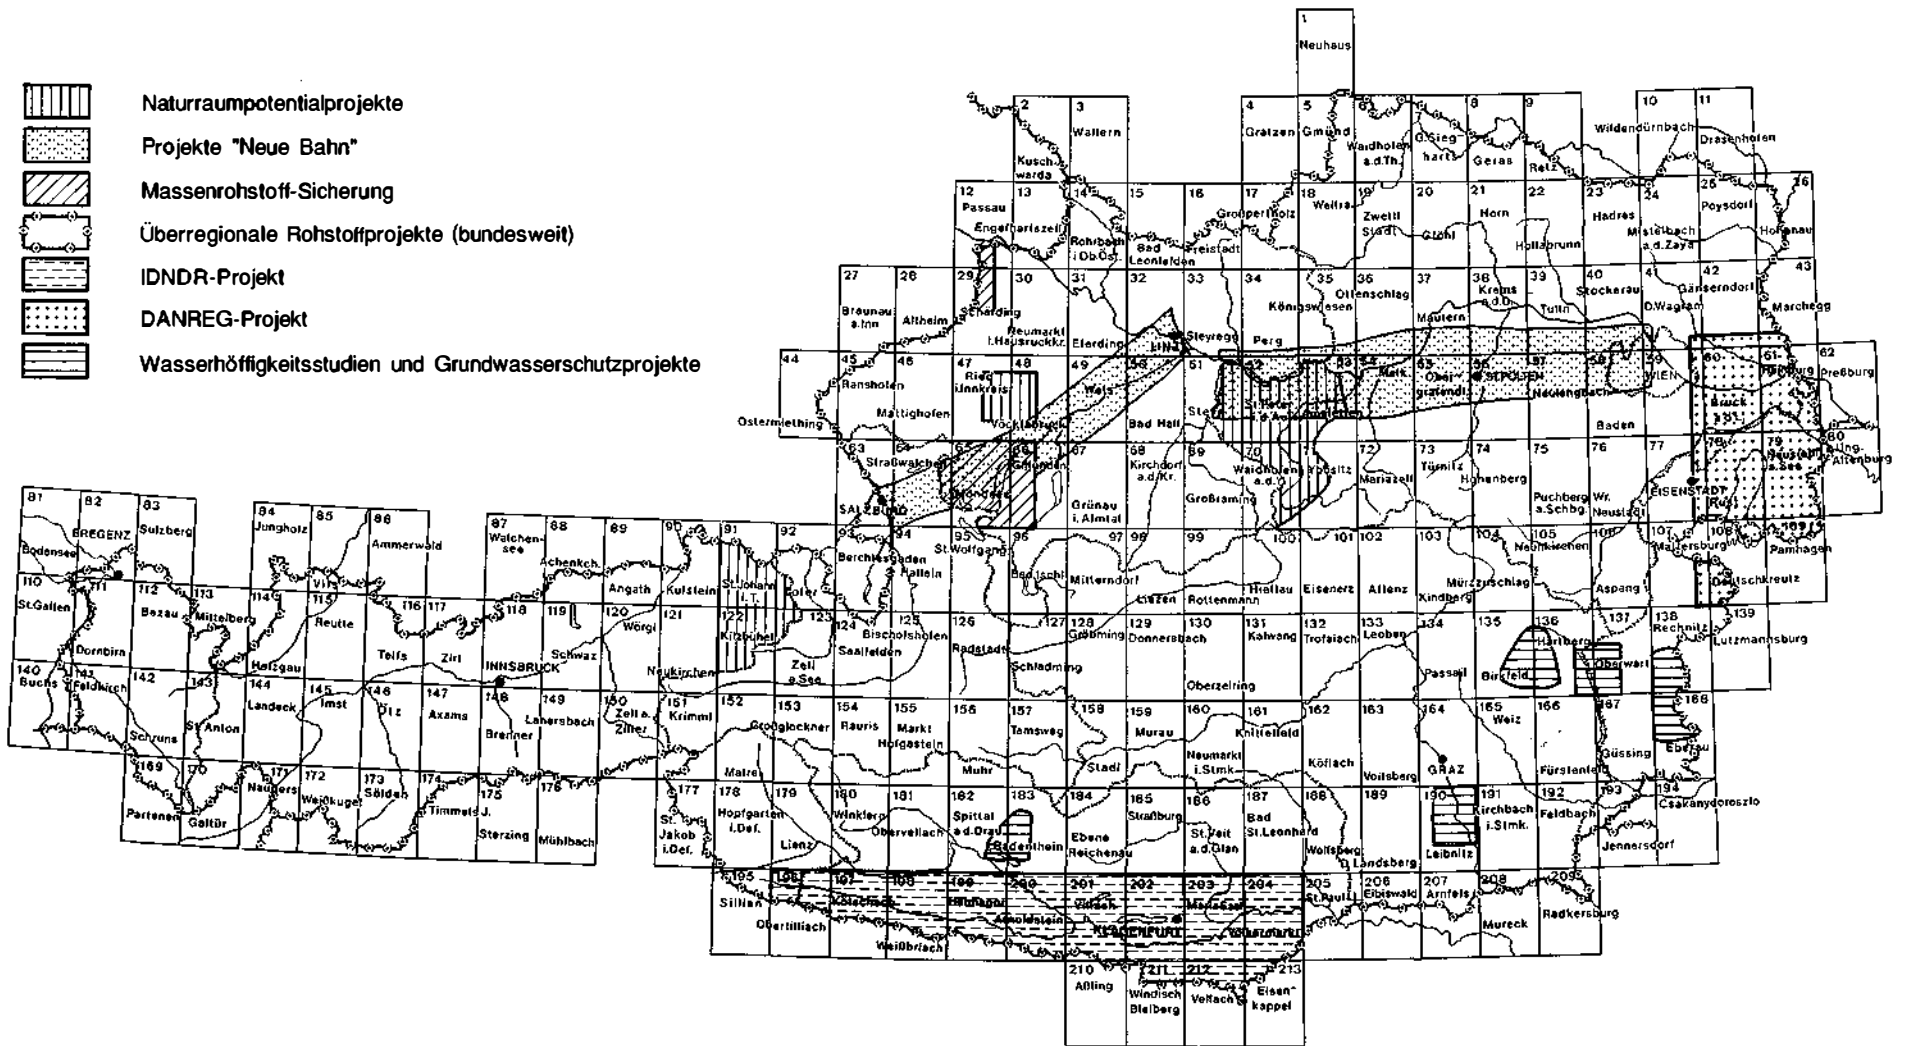 Naturraumpotentialprojekte
Projekte "Neue Bahn"
Massenrohstoff-Sicherung
Überregionale Rohstoffprojekte (bundesweit)
IDNDR-Projekt
DANREG-Projekt
Wasserhöffigkeitsstudien und Grundwasserschutzprojekte
1
Neuhaus
2
Kusch-
warda
3
Wallern
4
Gratzen
5
Gmünd
6
Waidhofen
a.d.Th.
G.Sieg-
harts
8
Geras
9
Retz
10
Wildendürnbach
11
Drasenhofen
12
Passau
13
Engelhartszell
14
Rohrbach
i.Ob.Öst.
15
Bad
Leonfelden
16
Freistadt
17
Großpertholz
18
Weitra
19
Zwettl
Stadt
20
Gföhl
21
Horn
22
Hollabrunn
23
Hadres
24
Mistelbach
a.d.Zaya
25
Poysdorf
26
Hohenau
27
Braunau
a.Inn
28
Altheim
29
Schärding
30
Neumarkt
i.Hausruckkr.
31
Eferding
32
LINZ
33
Steyregg
34
Perg
35
Königswiesen
36
Ottenschlag
37
Mautern
38
Krems
a.d.D.
39
Tulln
40
Stockerau
41
D.Wagram
42
Gänserndorf
43
Marchegg
44
Ostermiething
45
Ranshofen
46
Mattighofen
47
Ried
i.Innkreis
48
Vöcklabruck
49
Wels
50
Bad Hall
51
Steyr
52
St.Peter
53
Amstetten
54
Melk
55
Ober-
grafendf.
56
ST.PÖLTEN
57
Neulengbach
58
Baden
59
WIEN
60
Bruck
61
Hainburg
62
Preßburg
63
SALZBURG
64
Straßwalchen
65
Mondsee
66
Gmunden
67
Grünau
i.Almtal
68
Kirchdorf
a.d.Kr.
69
Großraming
70
Waidhofen
a.d.Y.
71
Ybbsitz
72
Mariazell
73
Türnitz
74
Hohenberg
75
Puchberg
a.Schbg.
76
Wr.
Neustadt
77
EISENSTADT
78
Rust
79
Neusiedl
a.See
80
Ung.-
Altenburg
81
Bodensee
82
BREGENZ
83
Sulzberg
84
Jungholz
85
Vils
86
Ammerwald
87
Walchen-
see
88
Achenkch.
89
Angath
90
Kufstein
91
St.Johann
i.T.
92
Lofer
93
Berchtesgaden
94
Hallein
95
St.Wolfgang
96
Bad Ischl
97
Mitterndorf
98
Liezen
99
Rottenmann
100
Hieflau
101
Eisenerz
102
Aflenz
103
Kindberg
104
Mürzzuschlag
105
Neunkirchen
106
Aspang
107
Mattersburg
108
Deutschkreutz
109
Pamhagen
110
St.Gallen
111
Dornbirn
112
Bezau
113
Mittelberg
114
Holzgau
115
Reutte
116
Telfs
117
Zirl
118
INNSBRUCK
119
Schwaz
120
Wörgl
121
Neukirchen
122
Kitzbühel
123
Zell
a.See
124
Saalfelden
125
Bischofshofen
126
Radstadt
127
Schladming
128
Gröbming
129
Donnersbach
130
Oberzeiring
131
Kalwang
132
Trofaiach
133
Leoben
134
Passail
135
Birkfeld
136
Hartberg
137
Oberwart
138
Rechnitz
139
Lutzmannsburg
140
Buchs
141
Feldkirch
142
Schruns
143
St.Anton
144
Landeck
145
Imst
146
Ötz
147
Axams
148
Brenner
149
Lanersbach
150
Zell a.
Ziller
151
Krimml
152
Matrei
Großglockner
154
Rauris
155
Markt
Hofgastein
156
Muhr
157
Tamsweg
158
Stadl
159
Murau
160
Neumarkt
i.Stmk.
161
Knittelfeld
162
Köflach
163
Voitsberg
164
GRAZ
165
Weiz
166
Fürstenfeld
167
Güssing
168
Eberau
169
Partenen
170
Galtür
171
Nauders
172
Weißkugel
173
Sölden
174
Timmels J.
175
Sterzing
176
Mühlbach
177
St.
Jakob
i.Def.
178
Hopfgarten
i.Def.
179
Lienz
180
Winklern
181
Obervellach
182
Spittal
a.d.Drau
183
Radenthein
184
Ebene
Reichenau
185
Straßburg
186
St.Veit
a.d.Glan
187
Bad
St.Leonhard
188
Wolfsberg
189
D.Landsberg
190
Leibnitz
191
Kirchbach
i.Stmk.
192
Feldbach
193
Jennersdorf
194
Csakanydoroszlo
195
Sillian
196
Obertilliach
197
Kötschach
198
Weißbriach
199
Hermagor
200
Arnoldstein
201
Villach
202
KLAGENFURT
203
Maria Saal
204
Völkermarkt
205
St.Paul
206
Eibiswald
207
Arnfels
208
Mureck
209
Radkersburg
210
Aßling
211
Windisch
Bleiberg
212
Vellach
213
Eisen-
kappel